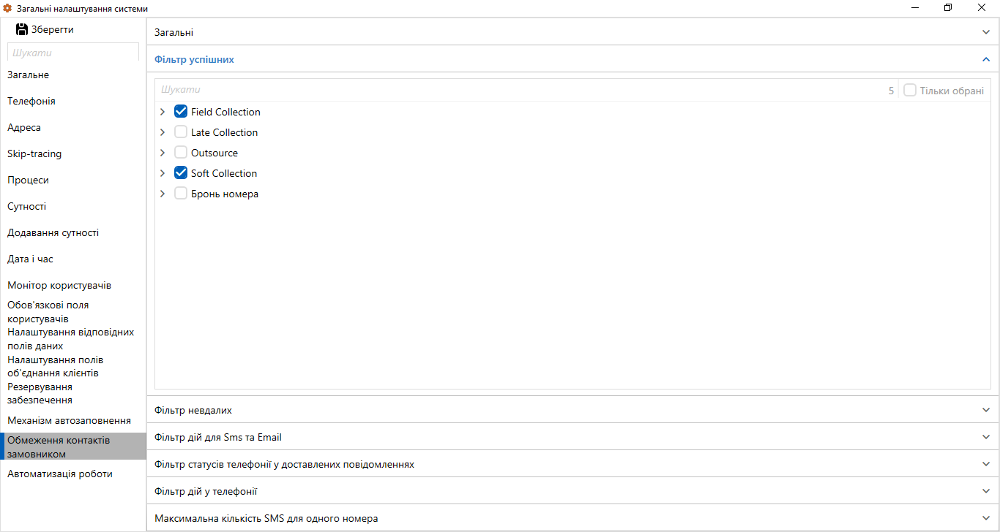 Загальні налаштування системи
Зберегти
Шукати
Загальне
Телефонія
Адреса
Skip-tracing
Процеси
Сутності
Додавання сутності
Дата і час
Монітор користувачів
Обов'язкові поля
користувачів
Налаштування відповідних
полів даних
Налаштування полів
об'єднання клієнтів
Резервування
забезпечення
Механізм автозаповнення
Обмеження контактів
замовником
Автоматизація роботи
Загальні
Фільтр успішних
Шукати
5
Тільки обрані
Field Collection
Late Collection
Outsource
Soft Collection
Бронь номера
Фільтр невдалих
Фільтр дій для Sms та Email
Фільтр статусів телефонії у доставлених повідомленнях
Фільтр дій у телефонії
Максимальна кількість SMS для одного номера